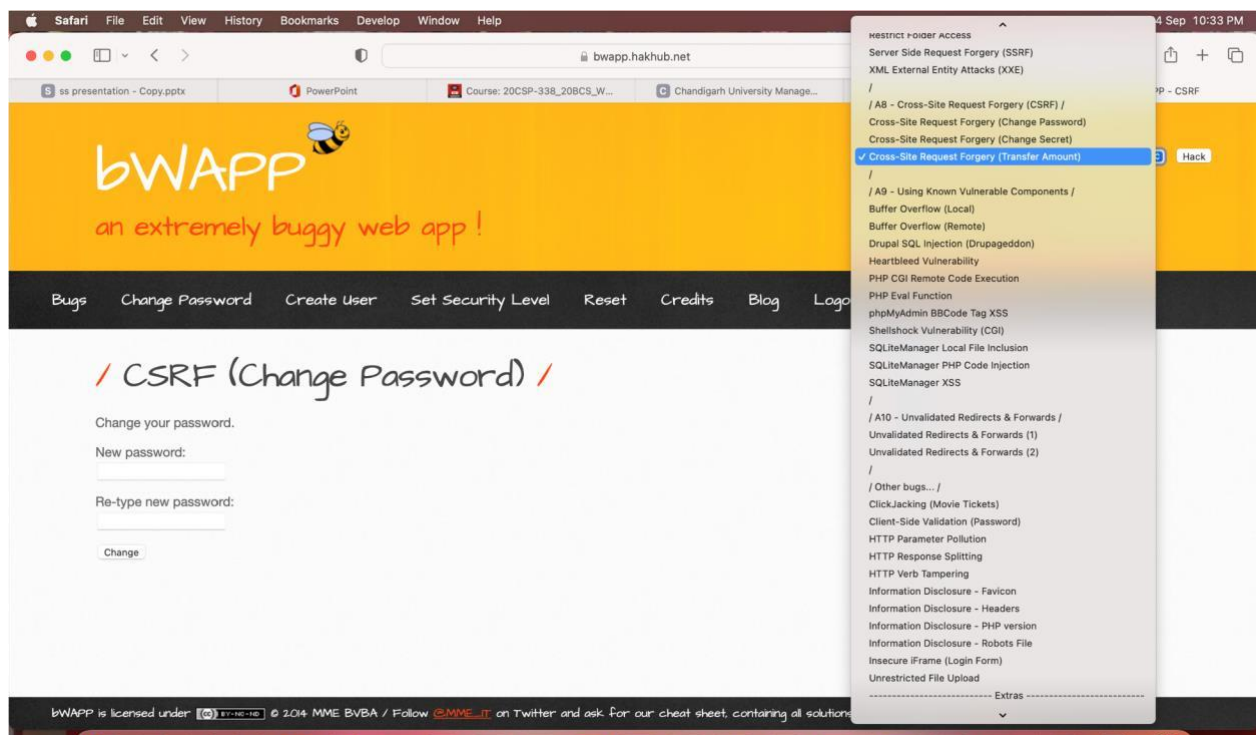 Safari File Edit View History Bookmarks Develop Window Help
4 Sep 10:33 PM
bwapp.hakhub.net
S ss presentation - Copy.pptx
PowerPoint
Course: 20CSP-338_20BCS_W...
C Chandigarh University Manage...
PP - CSRF
bWAPP
an extremely buggy web app !
Hack
Bugs Change Password Create User Set Security Level Reset Credits Blog Logo
/ CSRF (Change Password) /
Change your password.
New password:
Re-type new password:
Change
Restrict Folder Access
Server Side Request Forgery (SSRF)
XML External Entity Attacks (XXE)
/
/ A8 - Cross-Site Request Forgery (CSRF) /
Cross-Site Request Forgery (Change Password)
Cross-Site Request Forgery (Change Secret)
✓ Cross-Site Request Forgery (Transfer Amount)
/
/ A9 - Using Known Vulnerable Components /
Buffer Overflow (Local)
Buffer Overflow (Remote)
Drupal SQL Injection (Drupageddon)
Heartbleed Vulnerability
PHP CGI Remote Code Execution
PHP Eval Function
phpMyAdmin BBCode Tag XSS
Shellshock Vulnerability (CGI)
SQLiteManager Local File Inclusion
SQLiteManager PHP Code Injection
SQLiteManager XSS
/
/ A10 - Unvalidated Redirects & Forwards /
Unvalidated Redirects & Forwards (1)
Unvalidated Redirects & Forwards (2)
/
/ Other bugs... /
ClickJacking (Movie Tickets)
Client-Side Validation (Password)
HTTP Parameter Pollution
HTTP Response Splitting
HTTP Verb Tampering
Information Disclosure - Favicon
Information Disclosure - Headers
Information Disclosure - PHP version
Information Disclosure - Robots File
Insecure iFrame (Login Form)
Unrestricted File Upload
--------------------------- Extras --------------------------
bWAPP is licensed under (cc) BY-NC-ND © 2014 MME BVBA / Follow @MME_IT on Twitter and ask for our cheat sheet, containing all solutions